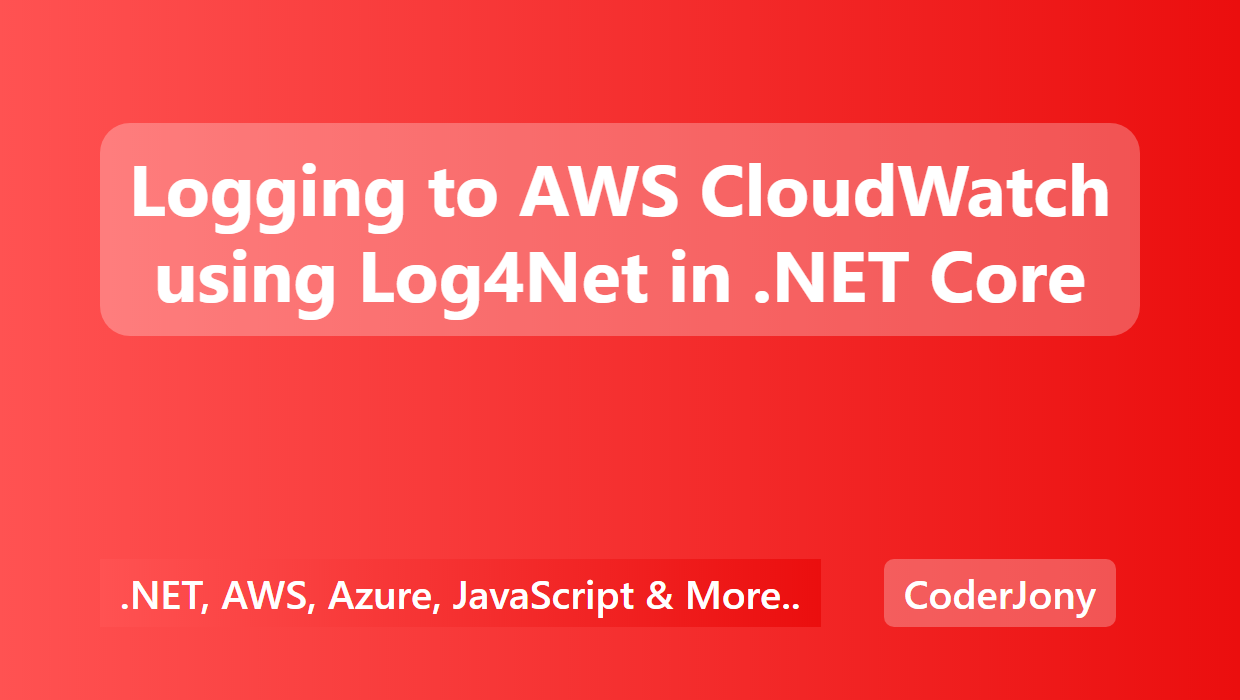 Logging to AWS CloudWatch
using Log4Net in .NET Core
.NET, AWS, Azure, JavaScript & More..
CoderJony